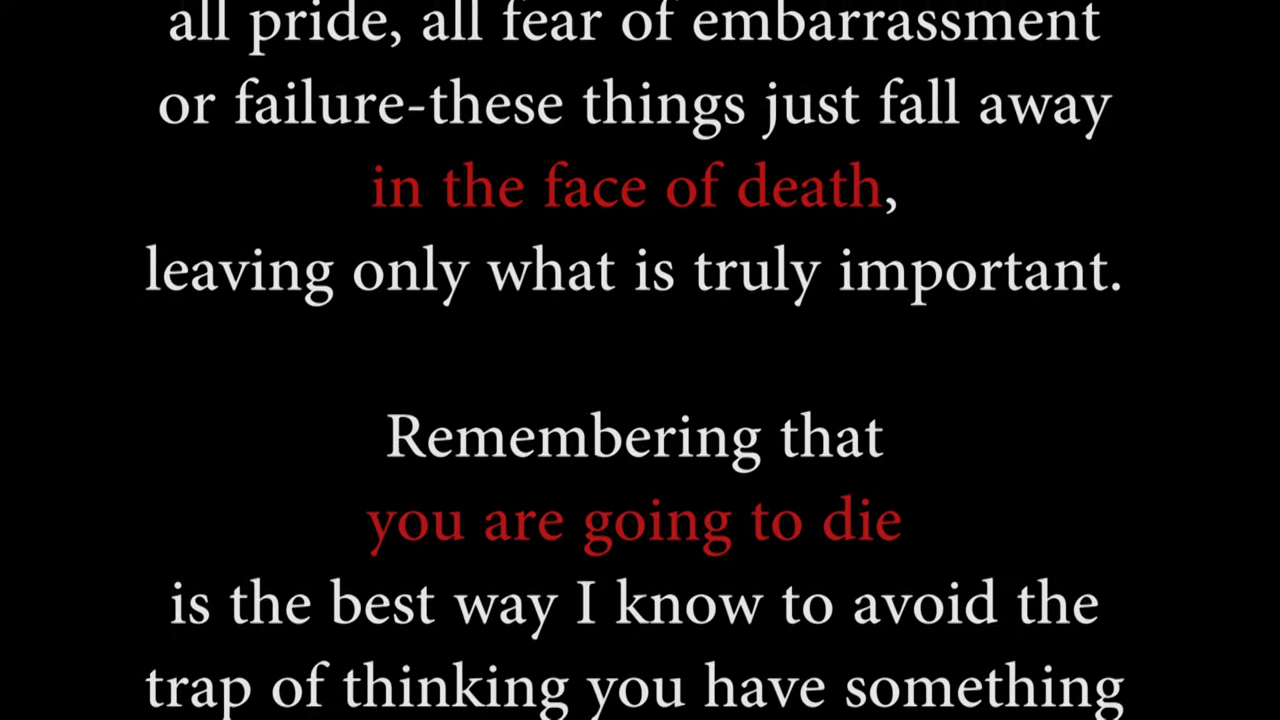 all pride, all fear of embarrassment
or failure-these things just fall away
in the face of death,
leaving only what is truly important.
Remembering that
you are going to die
is the best way I know to avoid the
trap of thinking you have something